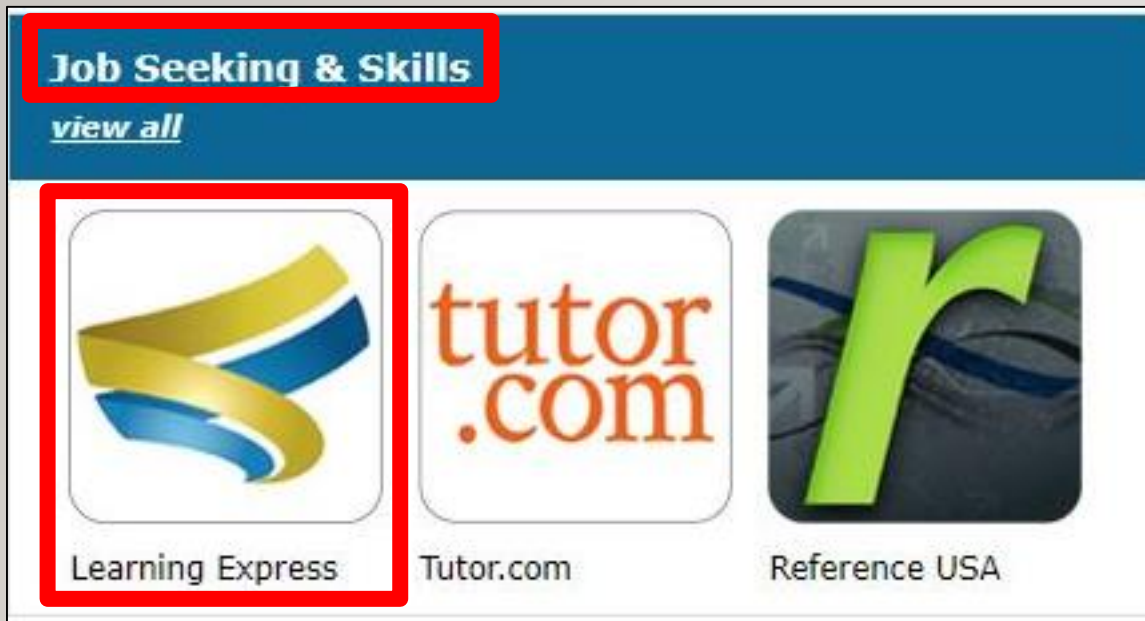 Job Seeking & Skills
view all
tutor
.com
r
Learning Express
Tutor.com
Reference USA